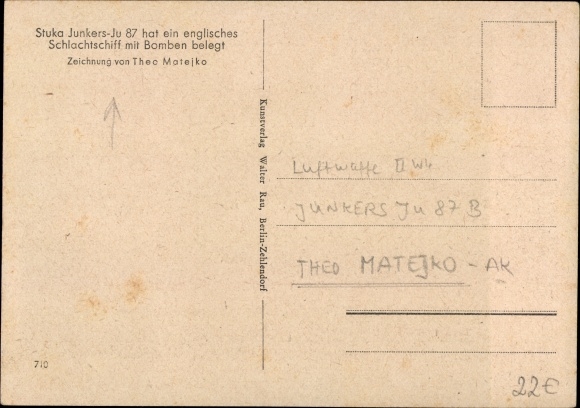 Stuka Junkers-Ju 87 hat ein englisches
Schlachtschiff mit Bomben belegt
Zeichnung von Theo Matejko
Kunstverlag Walter Rau, Berlin-Zehlendorf
Luftwaffe II Wk
JUNKERS Ju 87 B
THEO MATEJKO - AK
710
22€